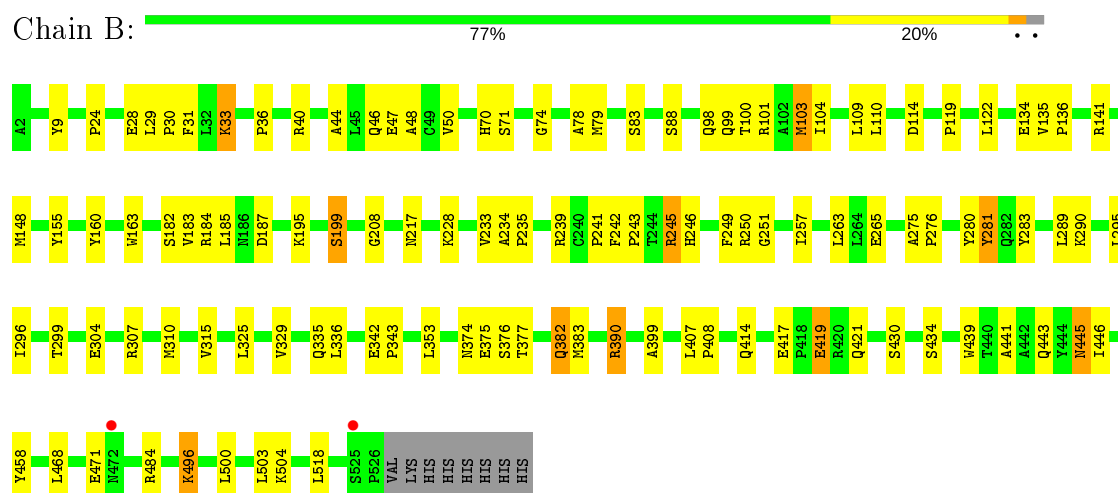 Chain B:
77% 20% • •
A2 Y9 P24 E28 L29 P30 F31 L32 K33 P36 R40 A44 L45 Q46 E47 A48 C49 V50 H70 S71 G74 A78 M79 S83 S88 Q98 Q99 T100 R101 A102 M103 I104 L109 L110 D114 P119 L122 E134 V135 P136 R141
M148 Y155 Y160 W163 S182 V183 R184 L185 N186 D187 K195 S199 G208 N217 K228 V233 A234 P235 R239 C240 P241 F242 P243 T244 R245 H246 F249 R250 G251 I257 L263 L264 E265 A275 P276 Y280 Y281 Q282 Y283 L289 K290 L295
I296 T299 E304 R307 M310 V315 L325 V329 Q335 L336 E342 P343 L353 N374 E375 S376 T377 Q382 M383 R390 A399 L407 P408 Q414 E417 P418 E419 R420 Q421 S430 S434 W439 T440 A441 A442 Q443 Y444 N445 I446
Y458 L468 E471 N472 R484 K496 L500 L503 K504 L518 S525 P526 VAL LYS HIS HIS HIS HIS HIS HIS